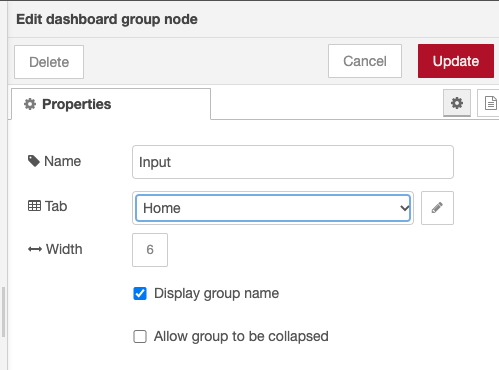 Edit dashboard group node
Delete
Cancel
Update
Properties
Name
Input
Tab
Home
Width
6
Display group name
Allow group to be collapsed